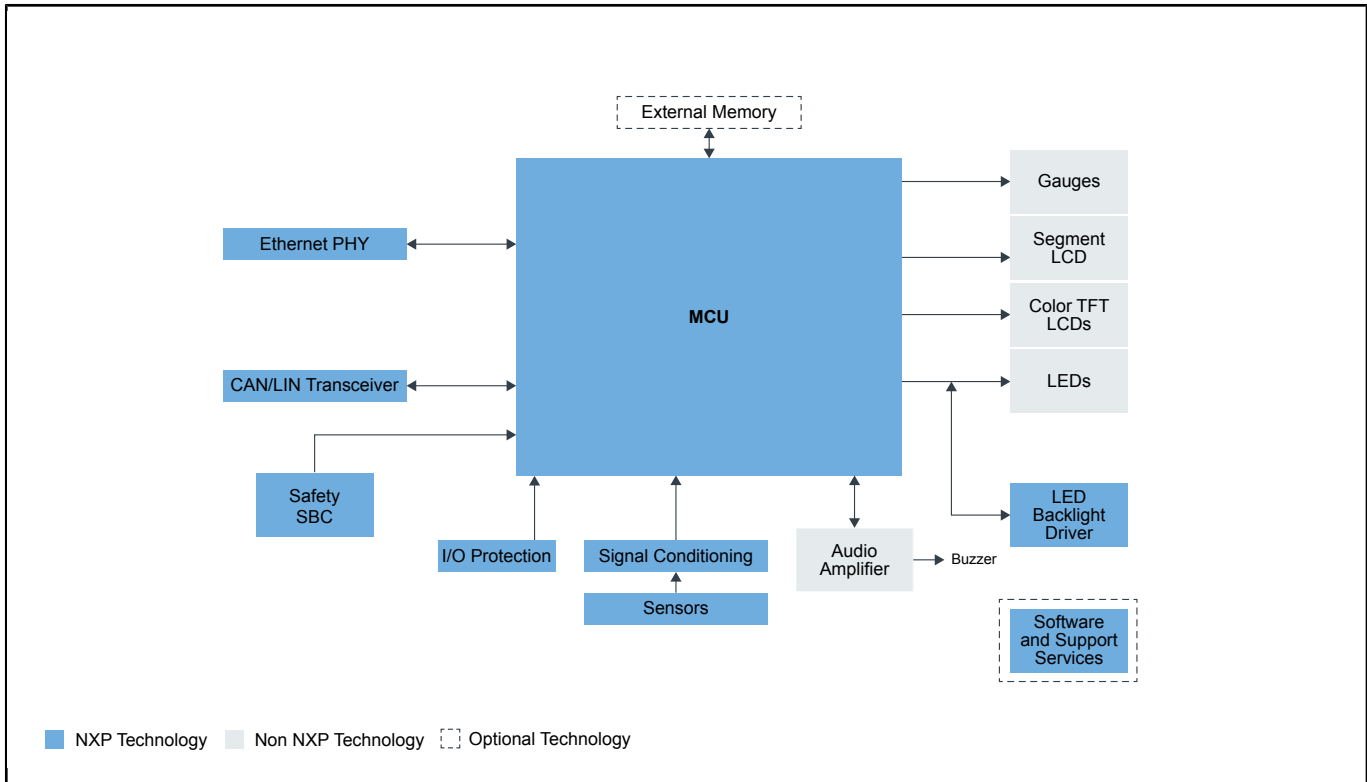 External Memory
Gauges
Ethernet PHY
Segment
LCD
MCU
Color TFT
LCDs
CAN/LIN Transceiver
LEDs
Safety
SBC
LED
Backlight
Driver
I/O Protection
Signal Conditioning
Audio
Amplifier
Buzzer
Sensors
Software
and Support
Services
NXP Technology
Non NXP Technology
Optional Technology